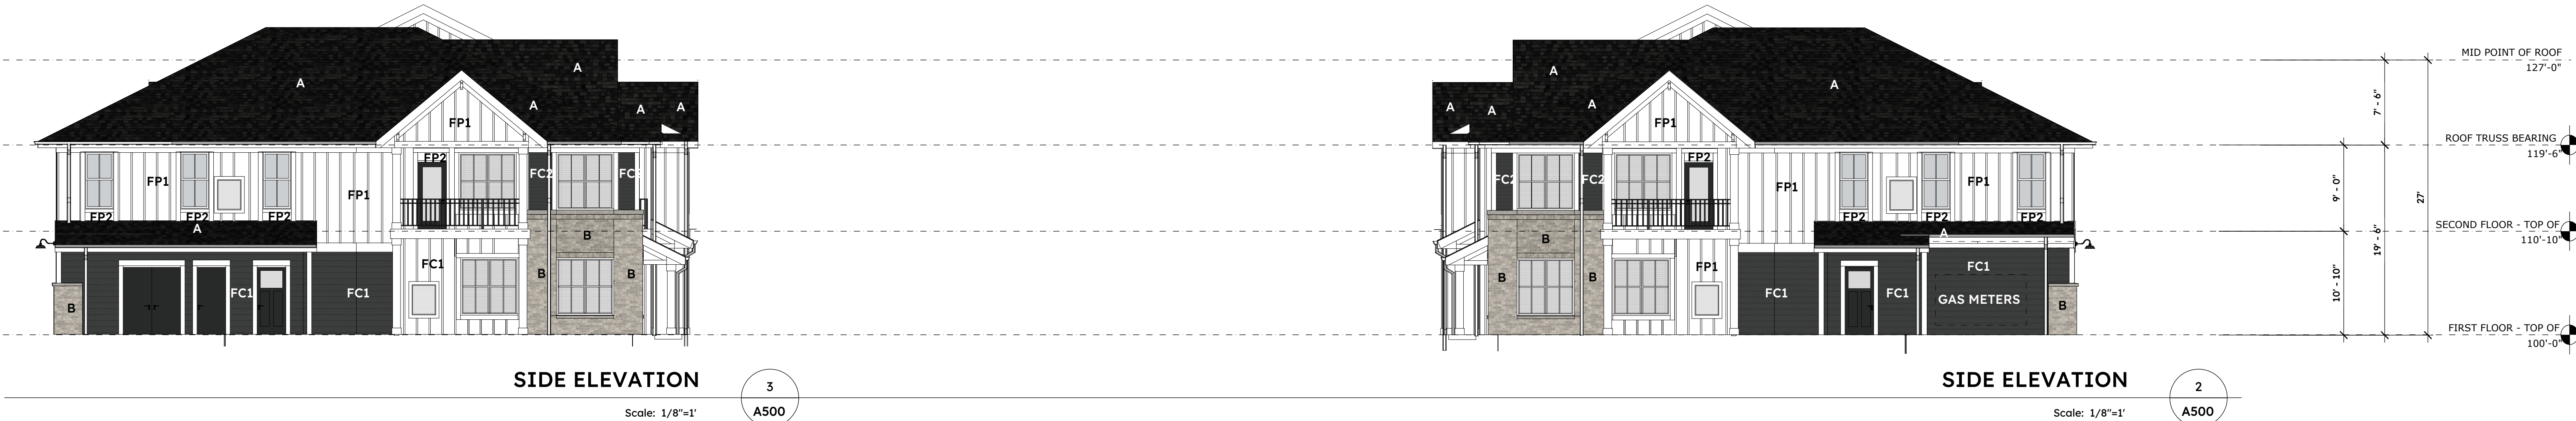 A
A
A
A
A
FP1
FP2
FP1
FP1
FC2
FC2
FP2
FP2
FP2
A
B
FC1
B
B
FC1
FC1
B
SIDE ELEVATION
3
A500
Scale: 1/8"=1'
A
A
A
A
A
FP1
FP2
FC2
FC2
FP1
FP1
FP2
FP2
FP2
A
B
B
B
FP1
FC1
FC1
FC1
GAS METERS
B
SIDE ELEVATION
2
A500
Scale: 1/8"=1'
MID POINT OF ROOF
127'-0"
7' - 6"
ROOF TRUSS BEARING
119'-6"
9' - 0"
27'
SECOND FLOOR - TOP OF
110'-10"
19' - 6"
10' - 10"
FIRST FLOOR - TOP OF
100'-0"